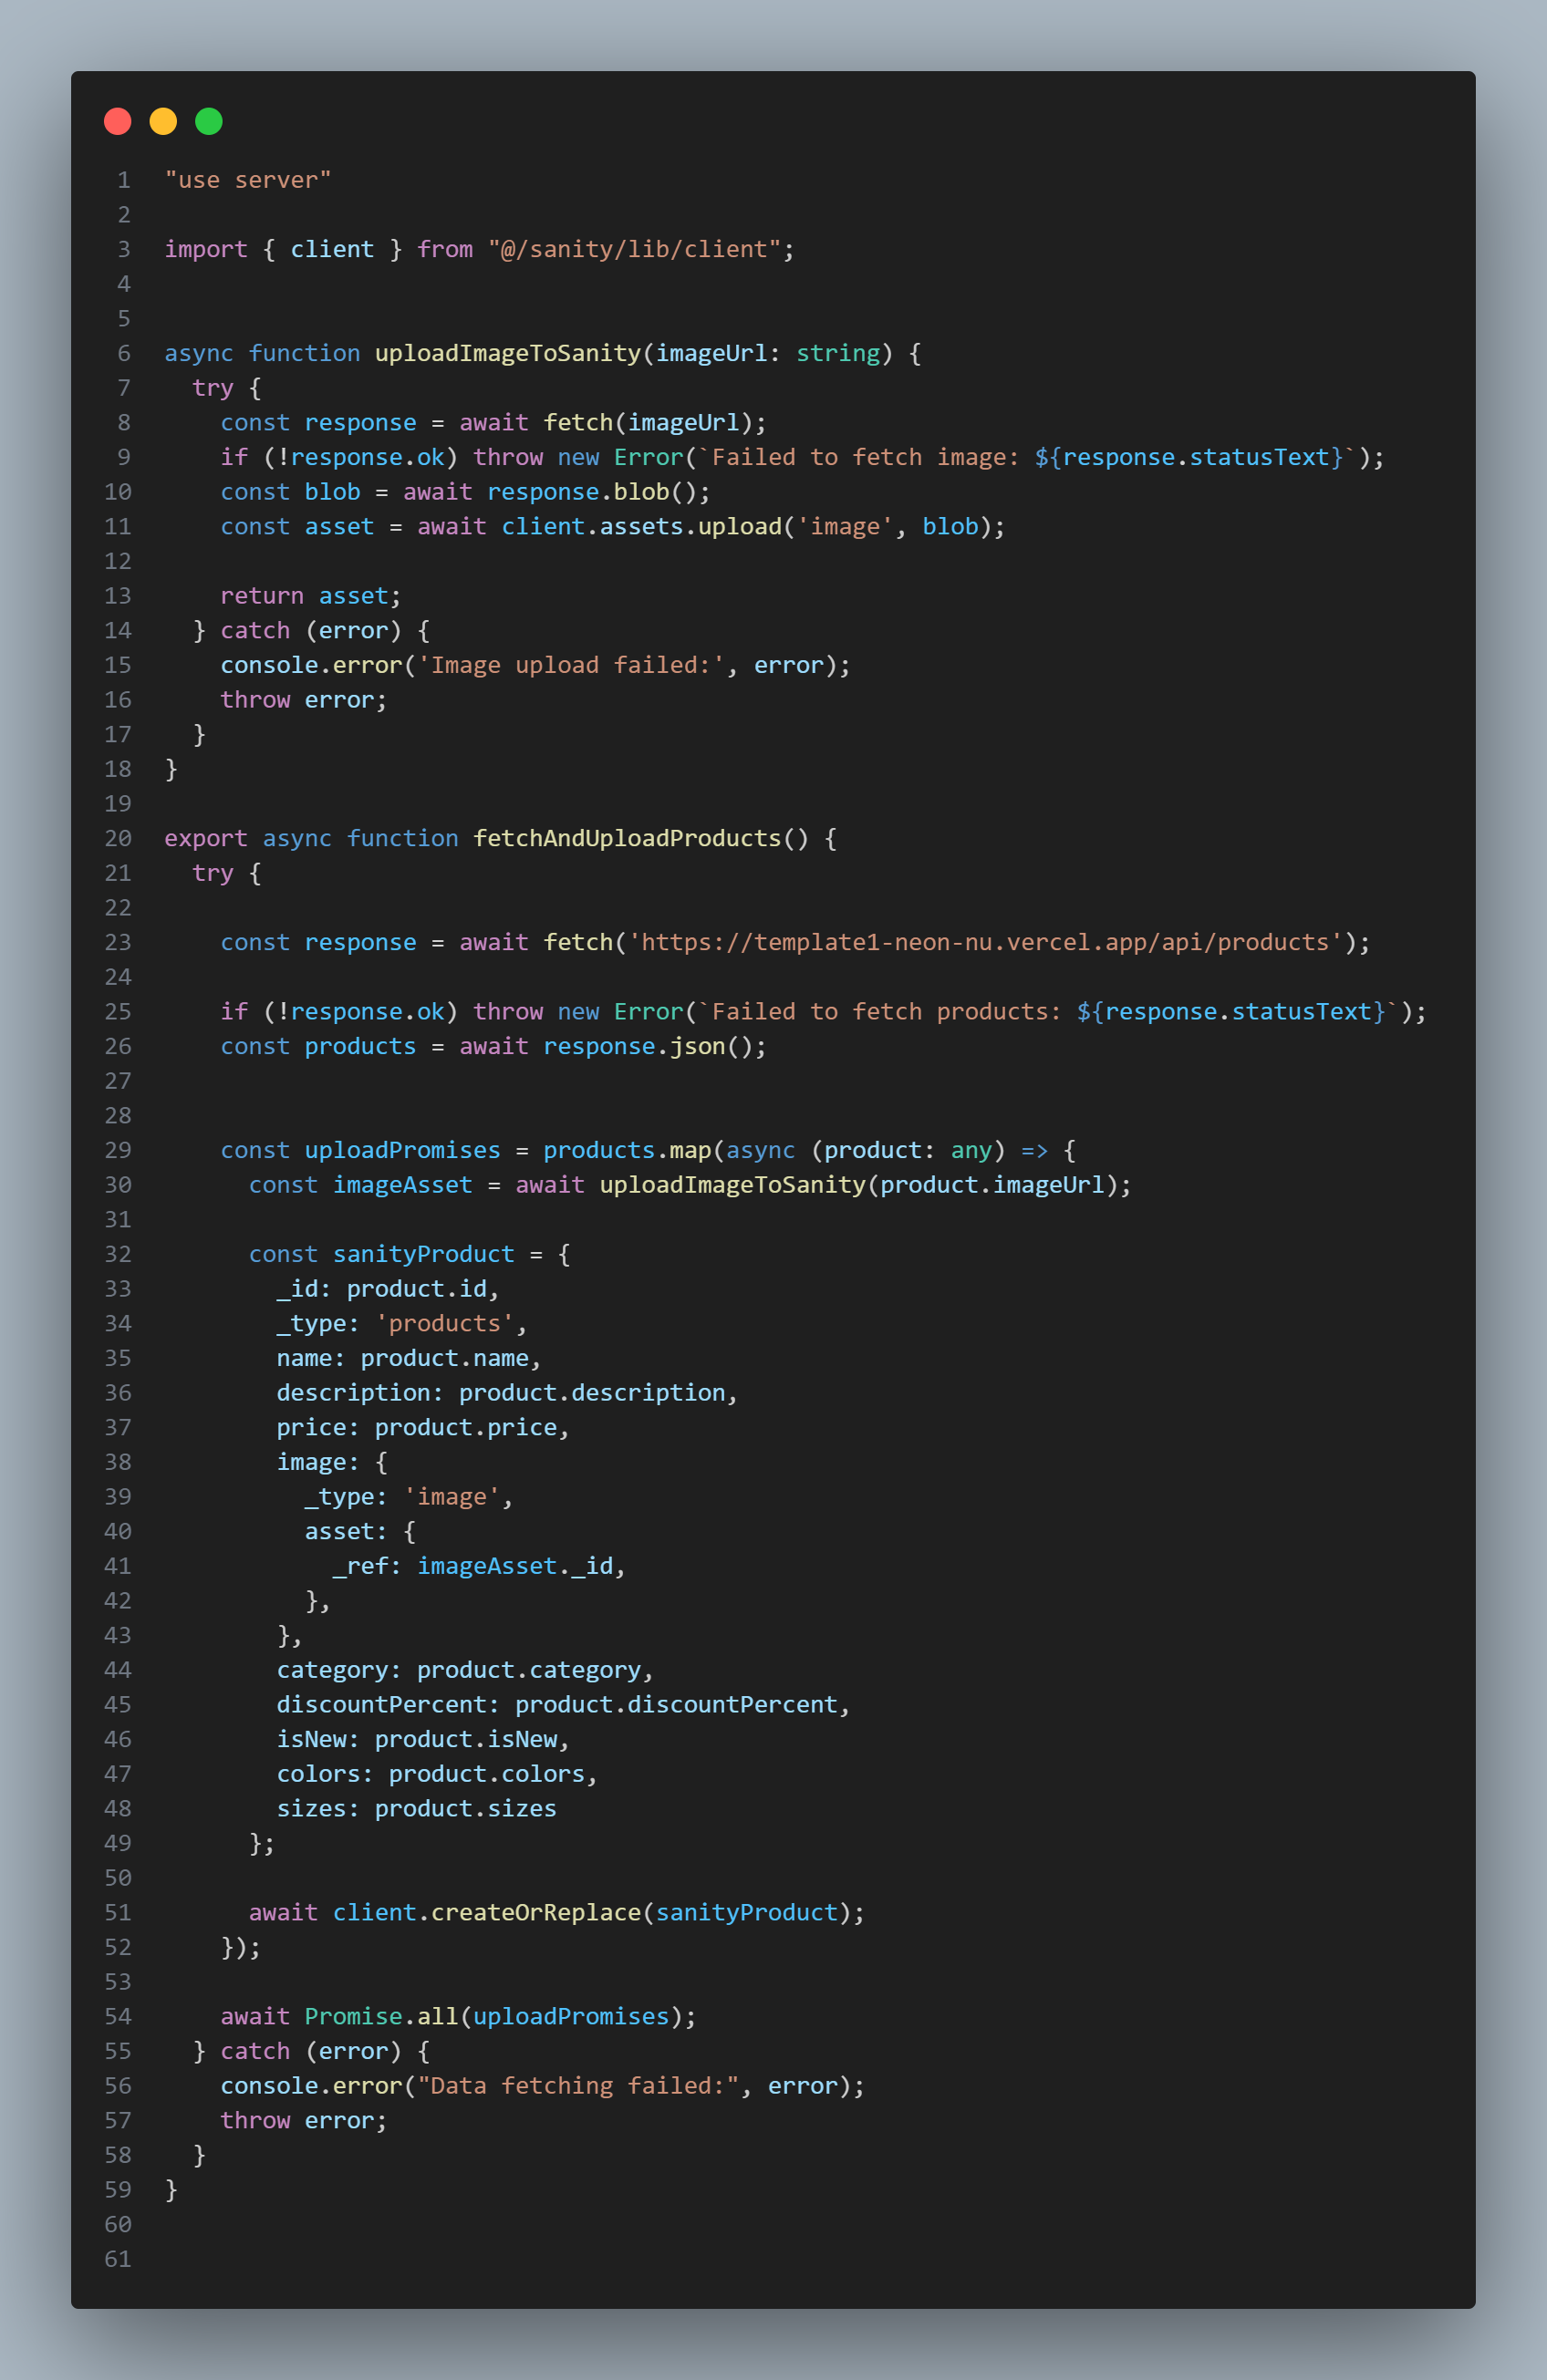 1 "use server"
2
3 import { client } from "@/sanity/lib/client";
4
5
6 async function uploadImageToSanity(imageUrl: string) {
7   try {
8     const response = await fetch(imageUrl);
9     if (!response.ok) throw new Error(`Failed to fetch image: ${response.statusText}`);
10     const blob = await response.blob();
11     const asset = await client.assets.upload('image', blob);
12
13     return asset;
14   } catch (error) {
15     console.error('Image upload failed:', error);
16     throw error;
17   }
18 }
19
20 export async function fetchAndUploadProducts() {
21   try {
22
23     const response = await fetch('https://template1-neon-nu.vercel.app/api/products');
24
25     if (!response.ok) throw new Error(`Failed to fetch products: ${response.statusText}`);
26     const products = await response.json();
27
28
29     const uploadPromises = products.map(async (product: any) => {
30       const imageAsset = await uploadImageToSanity(product.imageUrl);
31
32       const sanityProduct = {
33         _id: product.id,
34         _type: 'products',
35         name: product.name,
36         description: product.description,
37         price: product.price,
38         image: {
39           _type: 'image',
40           asset: {
41             _ref: imageAsset._id,
42           },
43         },
44         category: product.category,
45         discountPercent: product.discountPercent,
46         isNew: product.isNew,
47         colors: product.colors,
48         sizes: product.sizes
49       };
50
51       await client.createOrReplace(sanityProduct);
52     });
53
54     await Promise.all(uploadPromises);
55   } catch (error) {
56     console.error("Data fetching failed:", error);
57     throw error;
58   }
59 }
60
61